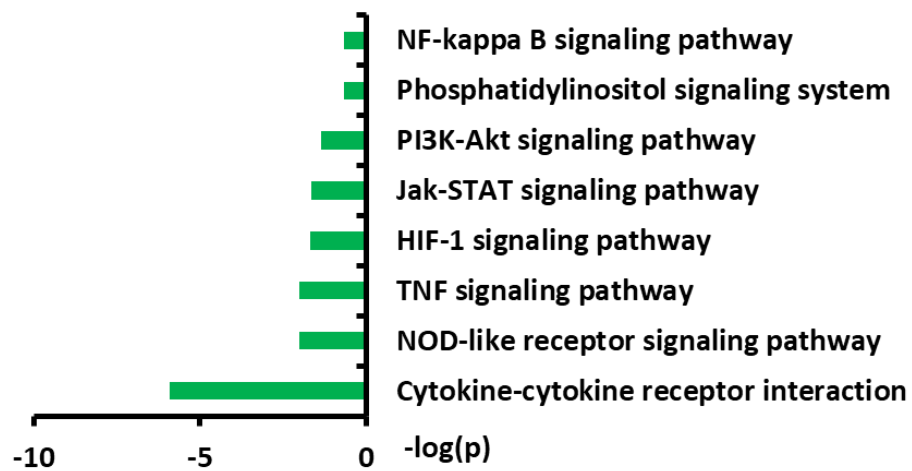 NF-kappa B signaling pathway
Phosphatidylinositol signaling system
PI3K-Akt signaling pathway
Jak-STAT signaling pathway
HIF-1 signaling pathway
TNF signaling pathway
NOD-like receptor signaling pathway
Cytokine-cytokine receptor interaction
-10 -5 0 -log(p)